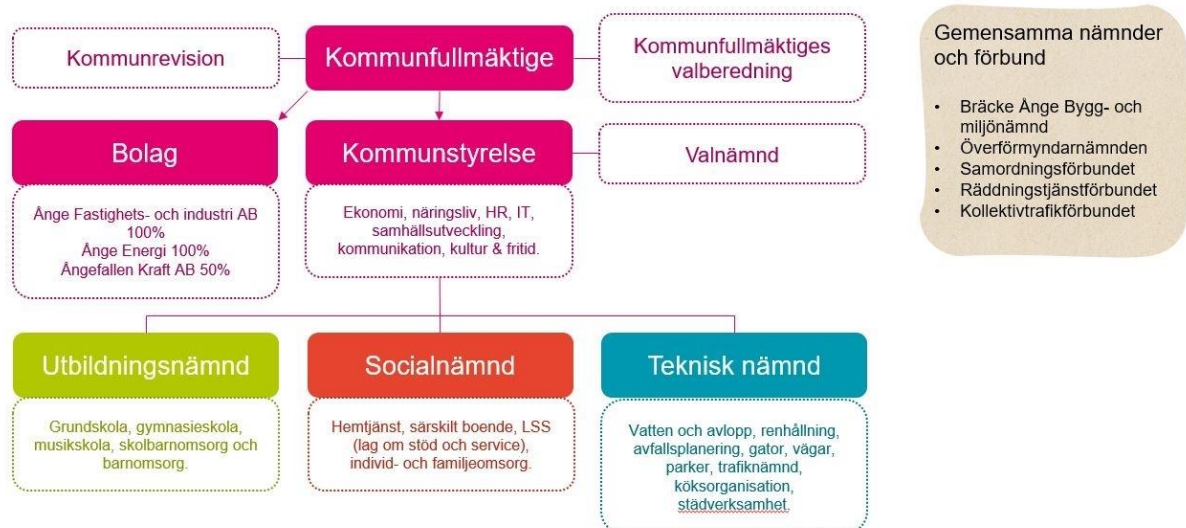 Kommunrevision
Kommunfullmäktige
Kommunfullmäktiges
valberedning
Bolag
Kommunstyrelse
Valnämnd
Ånge Fastighets- och industri AB
100%
Ånge Energi 100%
Ångefallen Kraft AB 50%
Ekonomi, näringsliv, HR, IT,
samhällsutveckling,
kommunikation, kultur & fritid.
Utbildningsnämnd
Grundskola, gymnasieskola,
musikskola, skolbarnomsorg och
barnomsorg.
Socialnämnd
Hemtjänst, särskilt boende, LSS
(lag om stöd och service),
individ- och familjeomsorg.
Teknisk nämnd
Vatten och avlopp, renhållning,
avfallsplanering, gator, vägar,
parker, trafiknämnd,
köksorganisation,
städverksamhet.
Gemensamma nämnder
och förbund
• Bräcke Ånge Bygg- och
miljönämnd
• Överförmyndarnämnden
• Samordningsförbundet
• Räddningstjänstförbundet
• Kollektivtrafikförbundet